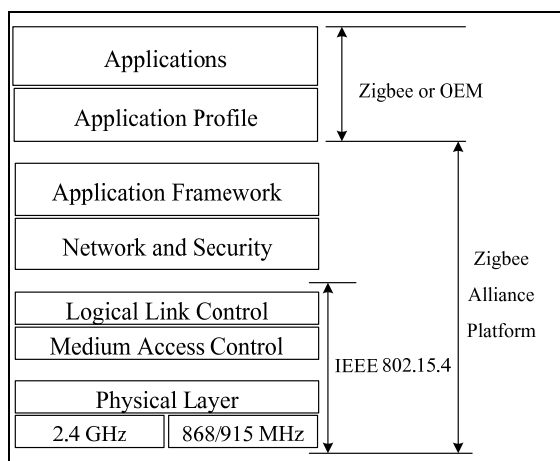 Applications
Application Profile
Zigbee or OEM
Application Framework
Network and Security
Logical Link Control
Medium Access Control
Physical Layer
2.4 GHz
868/915 MHz
IEEE 802.15.4
Zigbee
Alliance
Platform